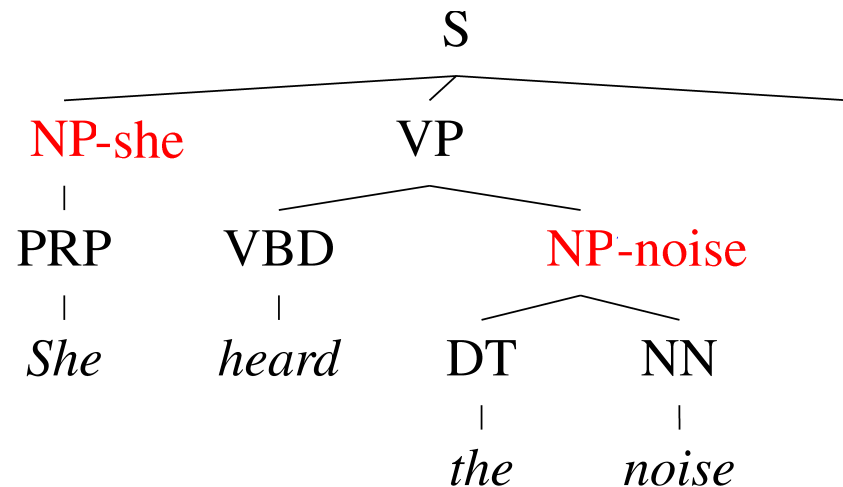 S
NP-she VP
PRP VBD NP-noise
She heard DT NN
the noise